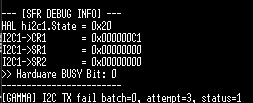 --- [SFR DEBUG INFO] ---
HAL hi2c1.State = 0x20
I2C1->CR1      = 0x000000C1
I2C1->SR1      = 0x00000000
I2C1->SR2      = 0x00000000
>> Hardware BUSY Bit: 0
------------------------
[GAMMA] I2C TX fail batch=0, attempt=3, status=1